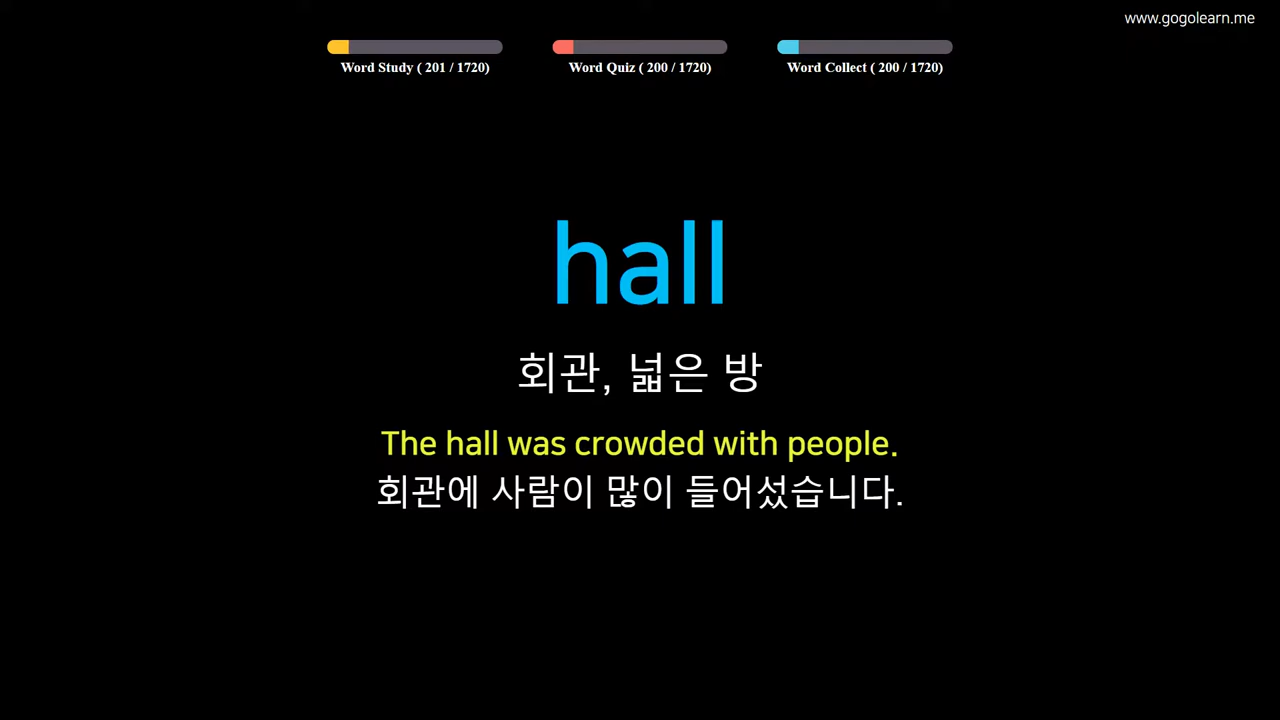 www.gogolearn.me
Word Study ( 201 / 1720)
Word Quiz ( 200 / 1720)
Word Collect ( 200 / 1720)
hall
회관, 넓은 방
The hall was crowded with people.
회관에 사람이 많이 들어섰습니다.